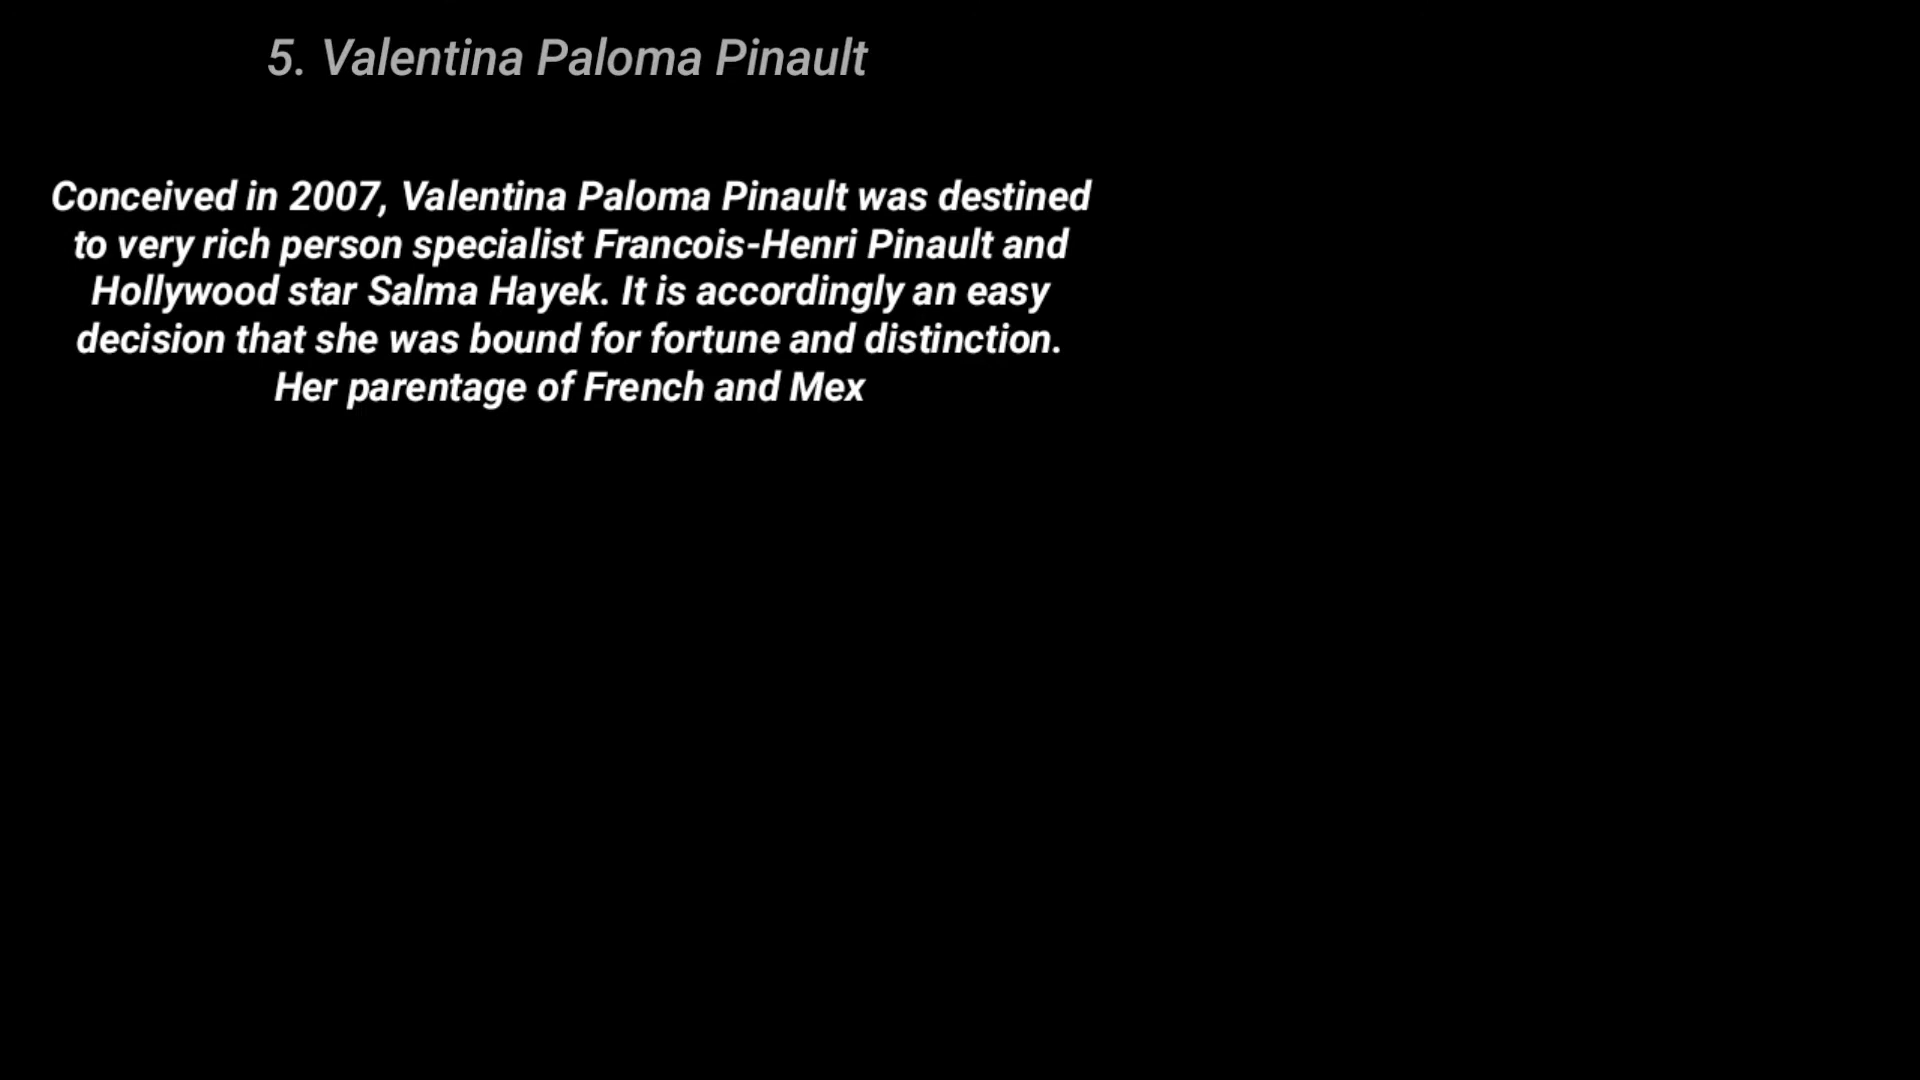 5. Valentina Paloma Pinault
Conceived in 2007, Valentina Paloma Pinault was destined
to very rich person specialist Francois-Henri Pinault and
Hollywood star Salma Hayek. It is accordingly an easy
decision that she was bound for fortune and distinction.
Her parentage of French and Mex